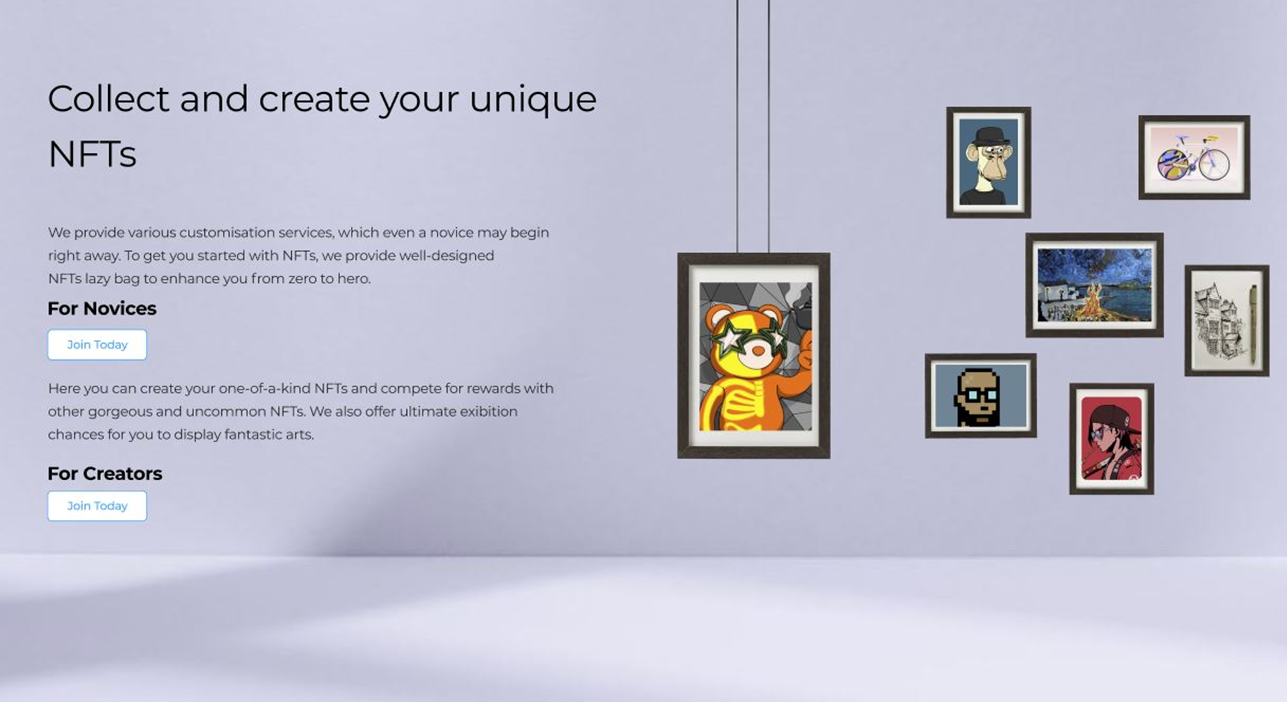 Collect and create your unique
NFTs
We provide various customisation services, which even a novice may begin
right away. To get you started with NFTs, we provide well-designed
NFTs lazy bag to enhance you from zero to hero.
For Novices
Join Today
Here you can create your one-of-a-kind NFTs and compete for rewards with
other gorgeous and uncommon NFTs. We also offer ultimate exibition
chances for you to display fantastic arts.
For Creators
Join Today